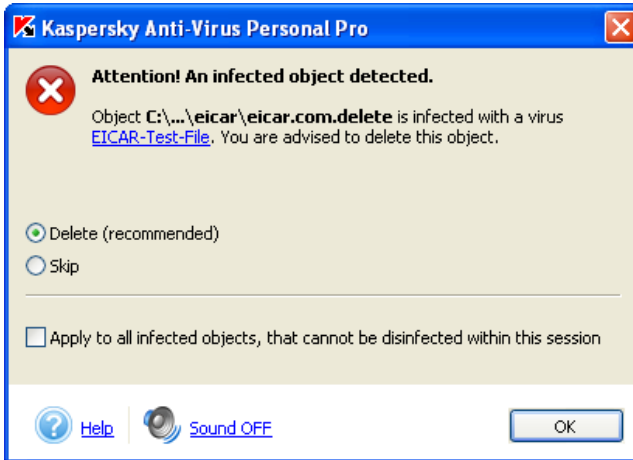 Kaspersky Anti-Virus Personal Pro
Attention! An infected object detected.
Object C:\...\eicar\eicar.com.delete is infected with a virus
EICAR-Test-File. You are advised to delete this object.
Delete (recommended)
Skip
Apply to all infected objects, that cannot be disinfected within this session
Help
Sound OFF
OK